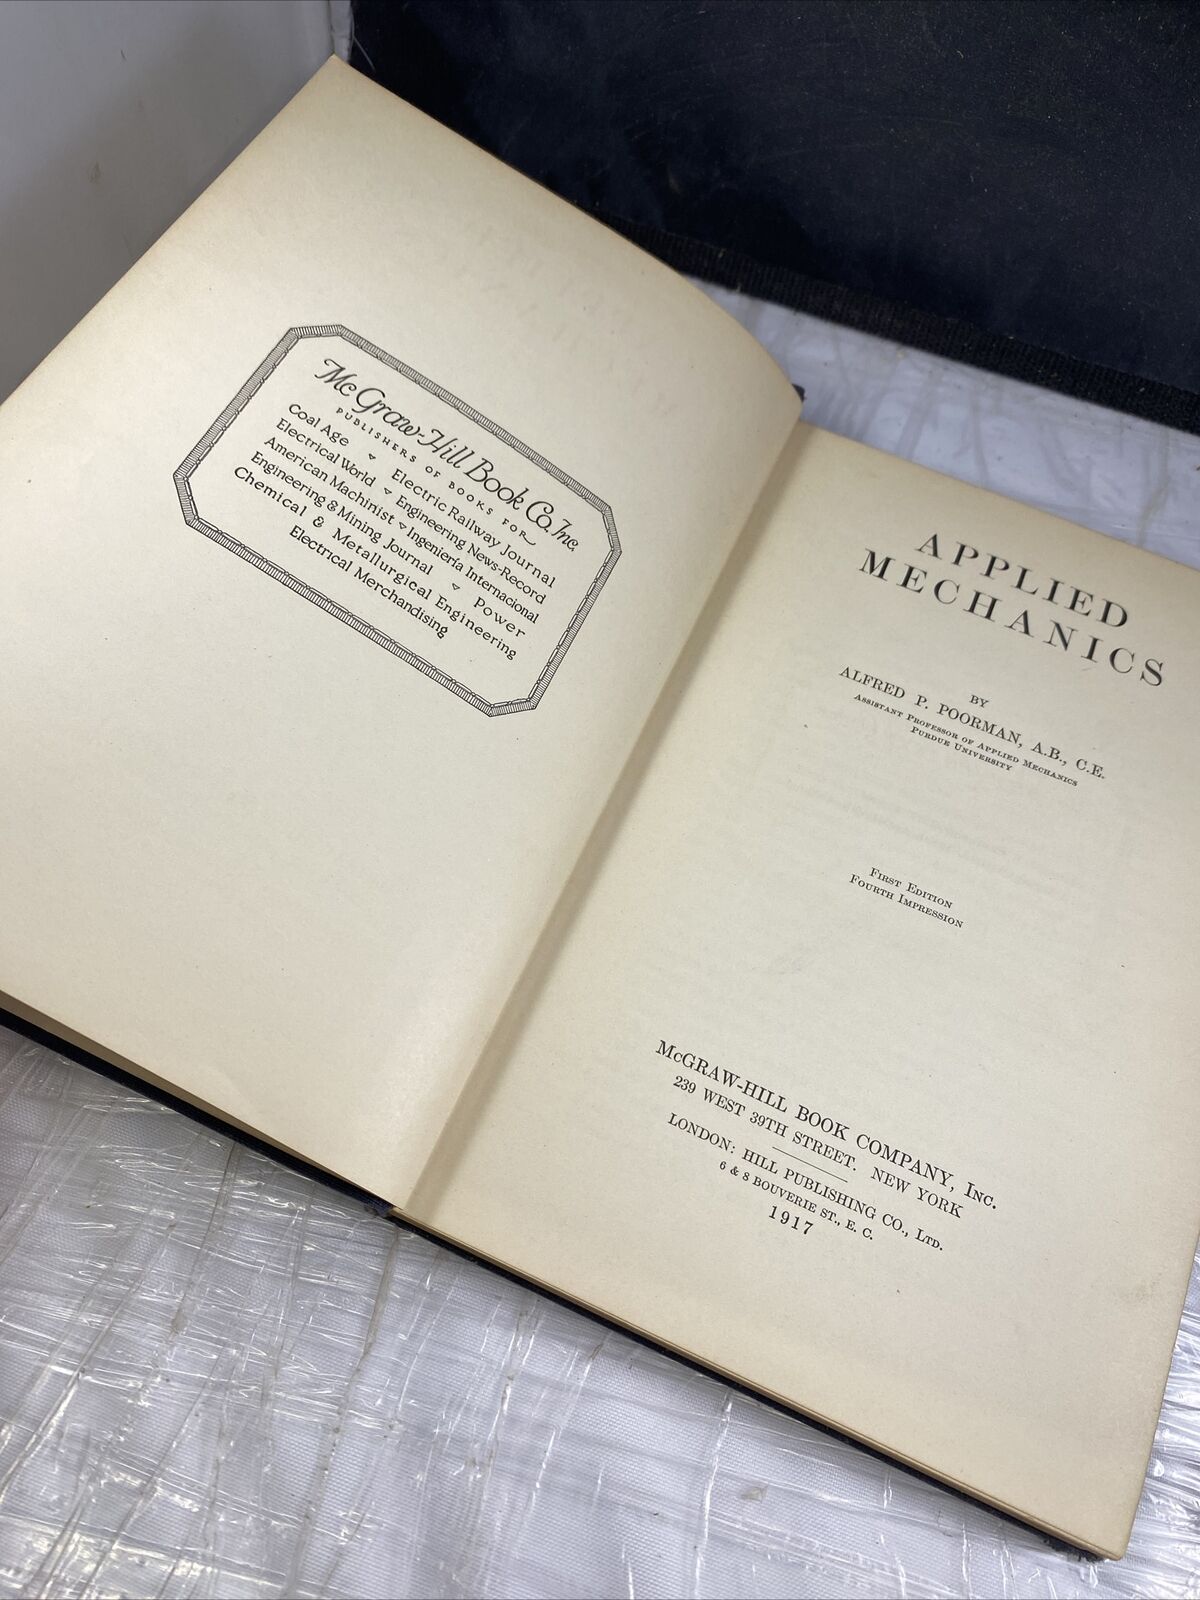 McGraw-Hill Book Co. Inc.
PUBLISHERS OF BOOKS FOR
Coal Age ▿ Electric Railway Journal
Electrical World ▿ Engineering News-Record
American Machinist ▿ Ingeniería Internacional
Engineering & Mining Journal ▿ Power
Chemical & Metallurgical Engineering
Electrical Merchandising
APPLIED
MECHANICS
BY
ALFRED P. POORMAN, A.B., C.E.
ASSISTANT PROFESSOR OF APPLIED MECHANICS
PURDUE UNIVERSITY
FIRST EDITION
FOURTH IMPRESSION
McGRAW-HILL BOOK COMPANY, INC.
239 WEST 39TH STREET. NEW YORK
LONDON: HILL PUBLISHING CO., LTD.
6 & 8 BOUVERIE ST., E. C.
1917